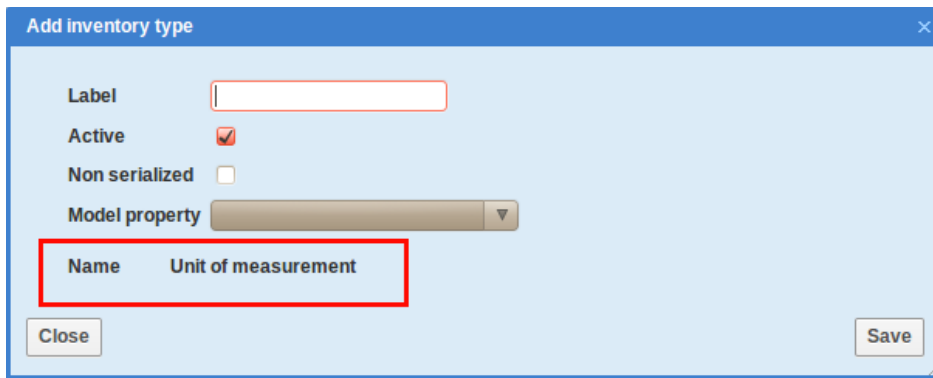 Add inventory type
Label
Active
Non serialized
Model property
Name Unit of measurement
Close Save